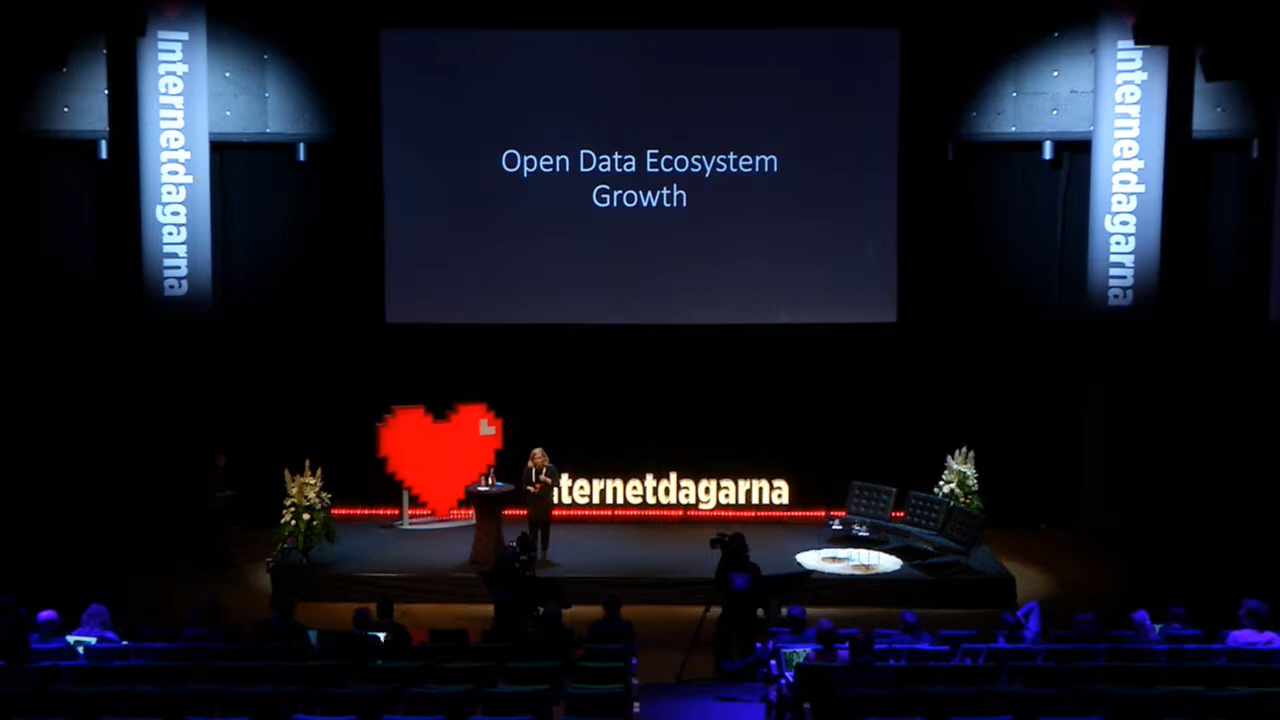 Internetdagarna
Open Data Ecosystem
Growth
Internetdagarna
nternetdagarna